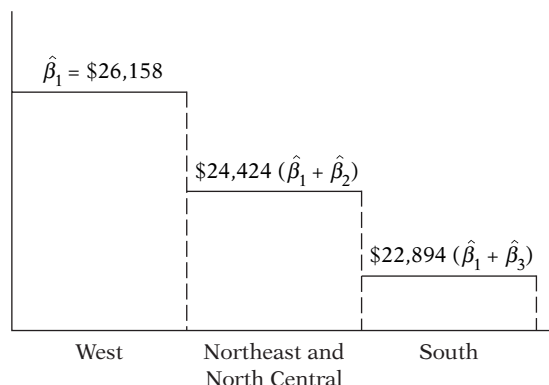 β̂₁ = $26,158
$24,424 (β̂₁ + β̂₂)
$22,894 (β̂₁ + β̂₃)
West
Northeast and
North Central
South